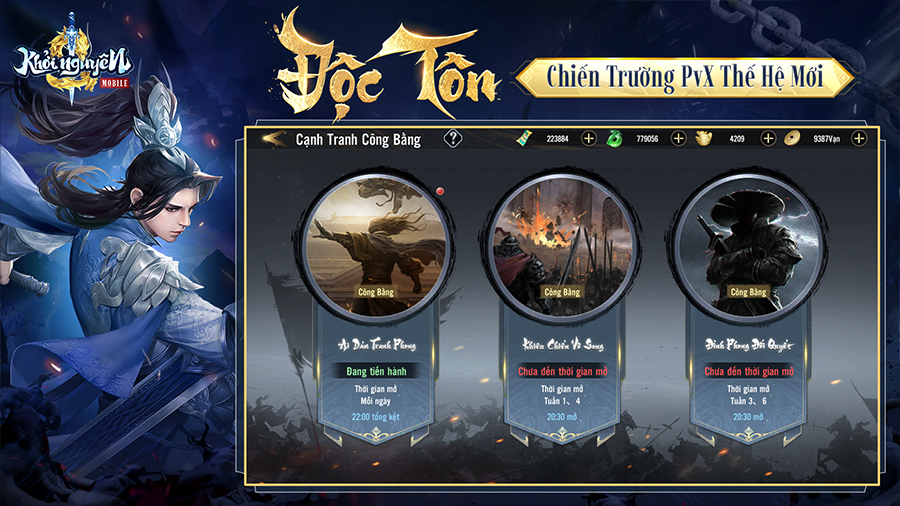 Khởi nguyên
MOBILE
Độc Tôn
Chiến Trường PvX Thế Hệ Mới
Cạnh Tranh Công Bằng
?
223884
779056
4209
9387Vạn
Công Bằng
Công Bằng
Công Bằng
Ai Dám Tranh Phong
Đang tiến hành
Thời gian mở
Mỗi ngày
22:00 tổng kết
Khiêu Chiến Vô Song
Chưa đến thời gian mở
Thời gian mở
Tuần 1、4
20:30 mở
Đỉnh Phong Đối Quyết
Chưa đến thời gian mở
Thời gian mở
Tuần 3、6
20:30 mở